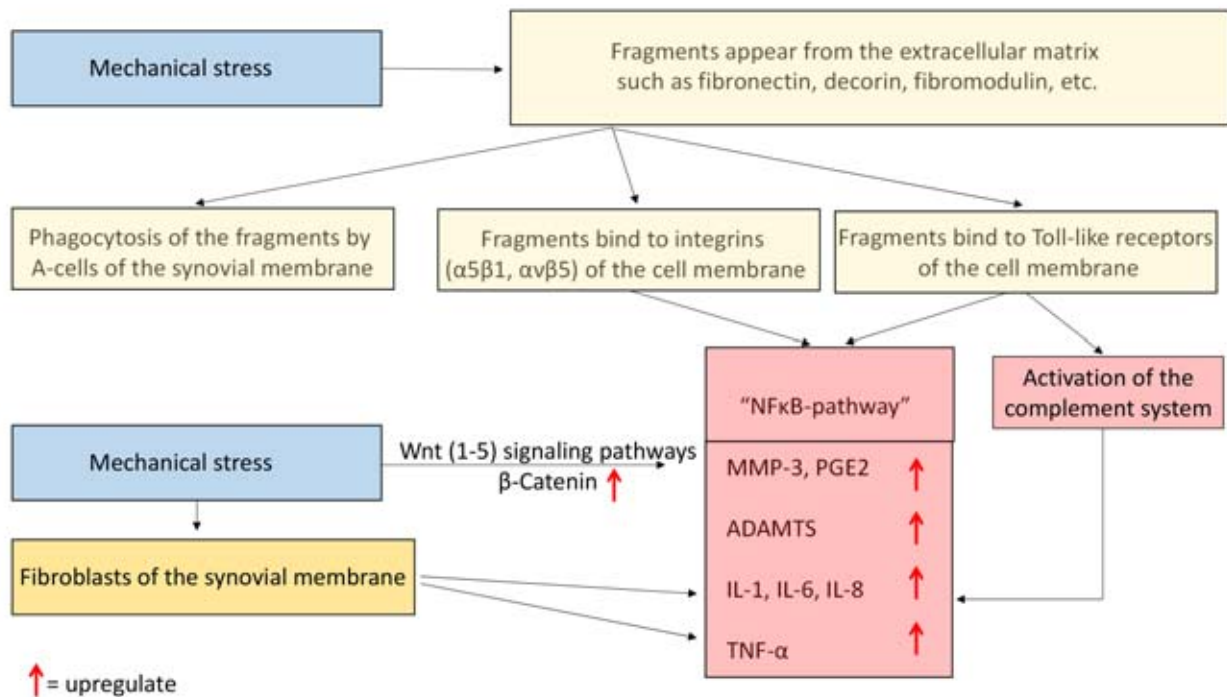 Mechanical stress
Fragments appear from the extracellular matrix
such as fibronectin, decorin, fibromodulin, etc.
Phagocytosis of the fragments by
A-cells of the synovial membrane
Fragments bind to integrins
(α5β1, αvβ5) of the cell membrane
Fragments bind to Toll-like receptors
of the cell membrane
"NFκB-pathway"
Activation of the
complement system
Mechanical stress
Wnt (1-5) signaling pathways
β-Catenin ↑
MMP-3, PGE2 ↑
ADAMTS ↑
Fibroblasts of the synovial membrane
IL-1, IL-6, IL-8 ↑
TNF-α ↑
↑ = upregulate